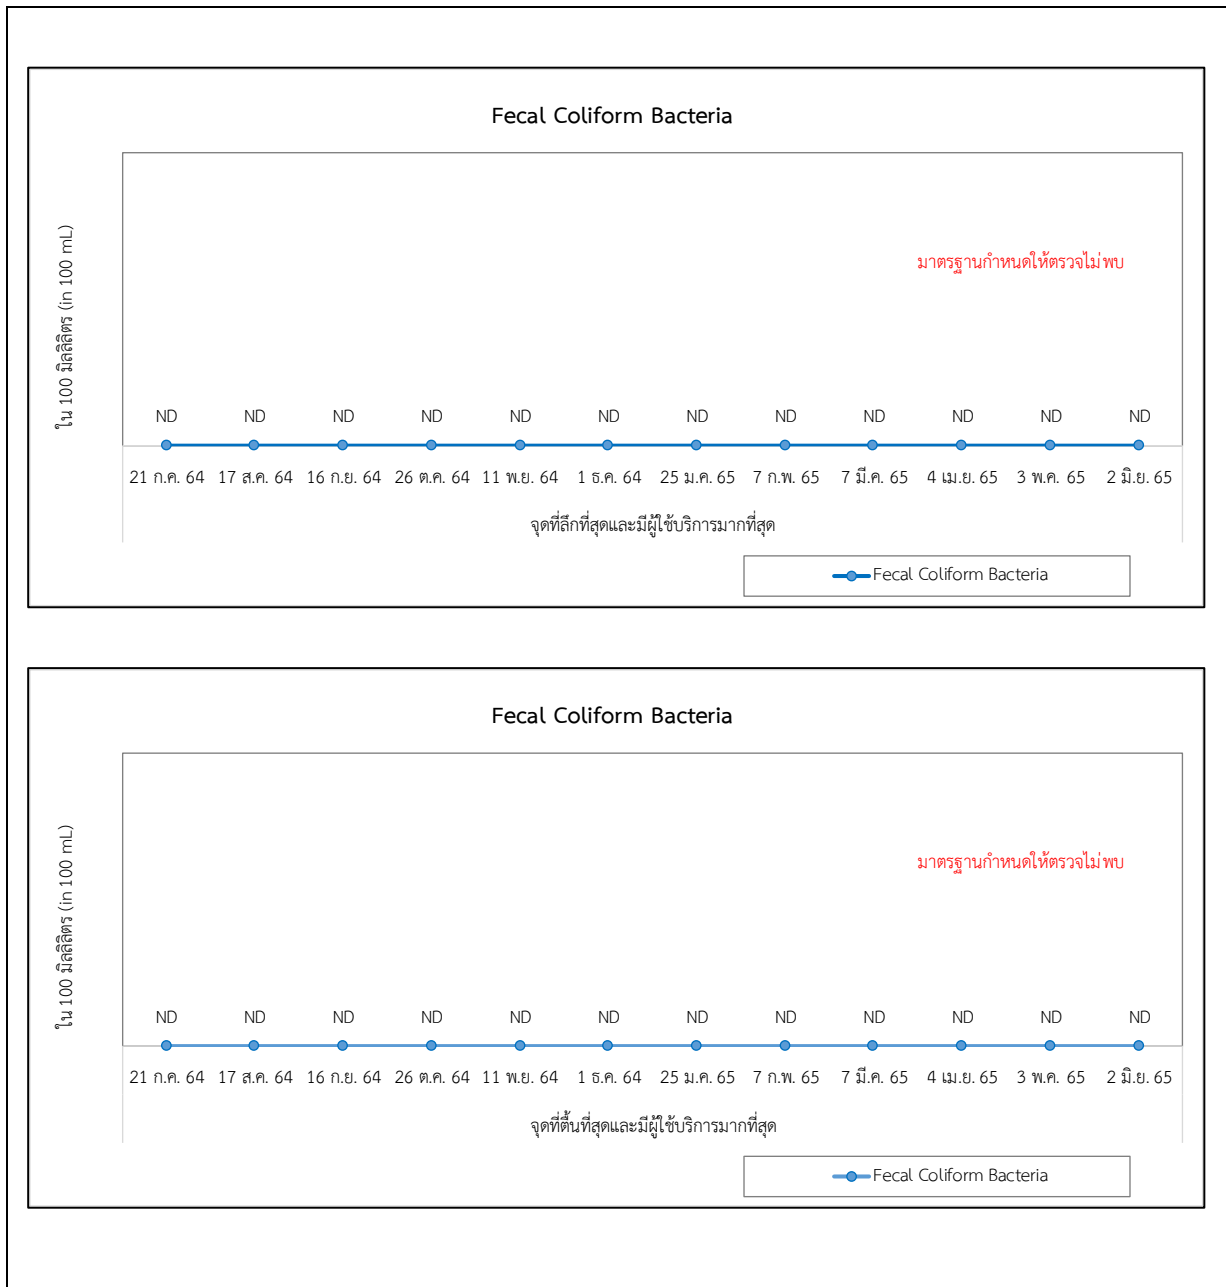 Fecal Coliform Bacteria
ใน 100 มิลลิลิตร (in 100 mL)
มาตรฐานกำหนดให้ตรวจไม่พบ
ND ND ND ND ND ND ND ND ND ND ND ND
21 ก.ค. 64 17 ส.ค. 64 16 ก.ย. 64 26 ต.ค. 64 11 พ.ย. 64 1 ธ.ค. 64 25 ม.ค. 65 7 ก.พ. 65 7 มี.ค. 65 4 เม.ย. 65 3 พ.ค. 65 2 มิ.ย. 65
จุดที่ลึกที่สุดและมีผู้ใช้บริการมากที่สุด
Fecal Coliform Bacteria
Fecal Coliform Bacteria
ใน 100 มิลลิลิตร (in 100 mL)
มาตรฐานกำหนดให้ตรวจไม่พบ
ND ND ND ND ND ND ND ND ND ND ND ND
21 ก.ค. 64 17 ส.ค. 64 16 ก.ย. 64 26 ต.ค. 64 11 พ.ย. 64 1 ธ.ค. 64 25 ม.ค. 65 7 ก.พ. 65 7 มี.ค. 65 4 เม.ย. 65 3 พ.ค. 65 2 มิ.ย. 65
จุดที่ตื้นที่สุดและมีผู้ใช้บริการมากที่สุด
Fecal Coliform Bacteria